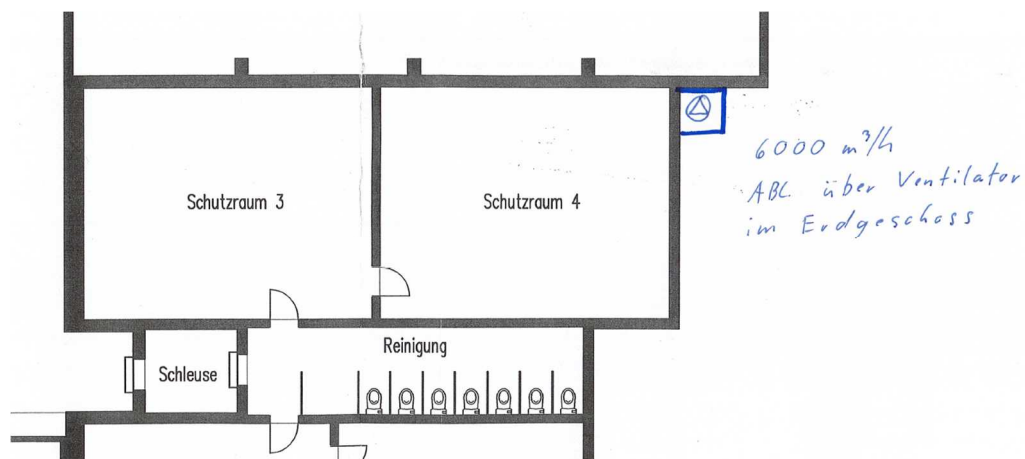 Schutzraum 3
Schutzraum 4
6000 m³/h
ABC über Ventilator
im Erdgeschoss
Reinigung
Schleuse